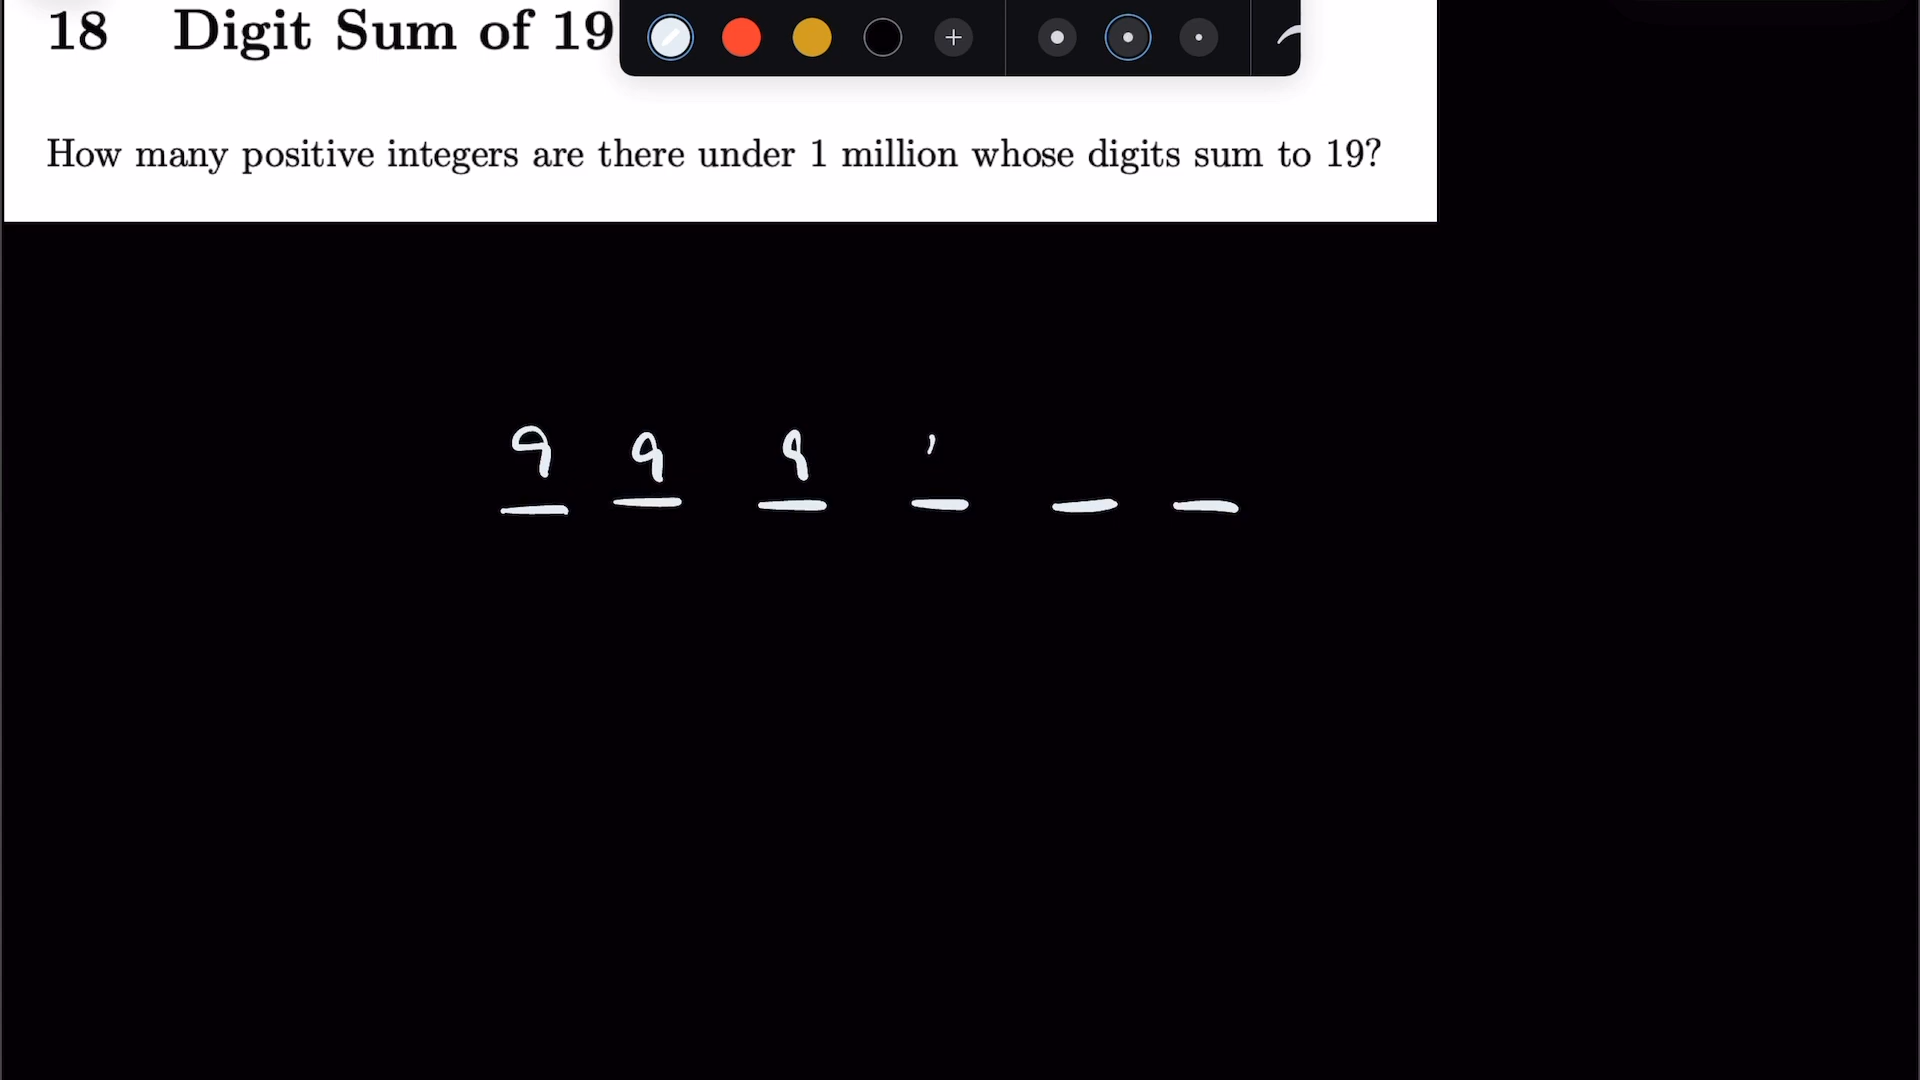 18 Digit Sum of 19
How many positive integers are there under 1 million whose digits sum to 19?
9 9 9